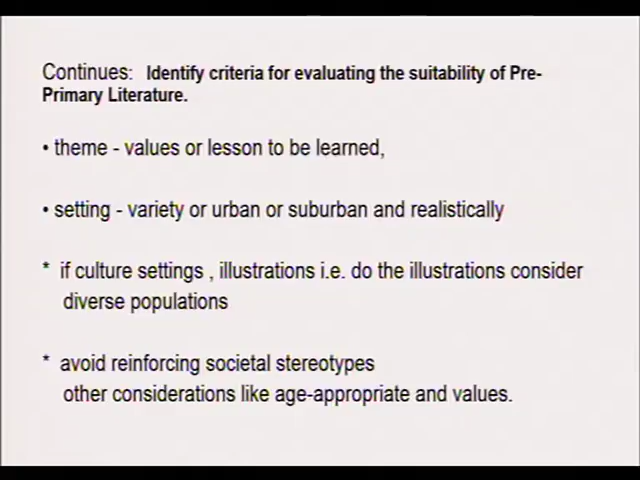 Continues: Identify criteria for evaluating the suitability of Pre-
Primary Literature.
• theme - values or lesson to be learned,
• setting - variety or urban or suburban and realistically
* if culture settings , illustrations i.e. do the illustrations consider
diverse populations
* avoid reinforcing societal stereotypes
other considerations like age-appropriate and values.